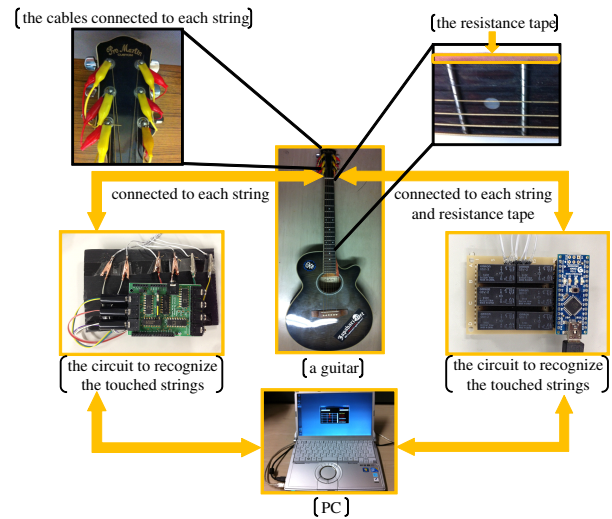 the cables connected to each string
the resistance tape
connected to each string
connected to each string
and resistance tape
the circuit to recognize
the touched strings
a guitar
the circuit to recognize
the touched strings
PC